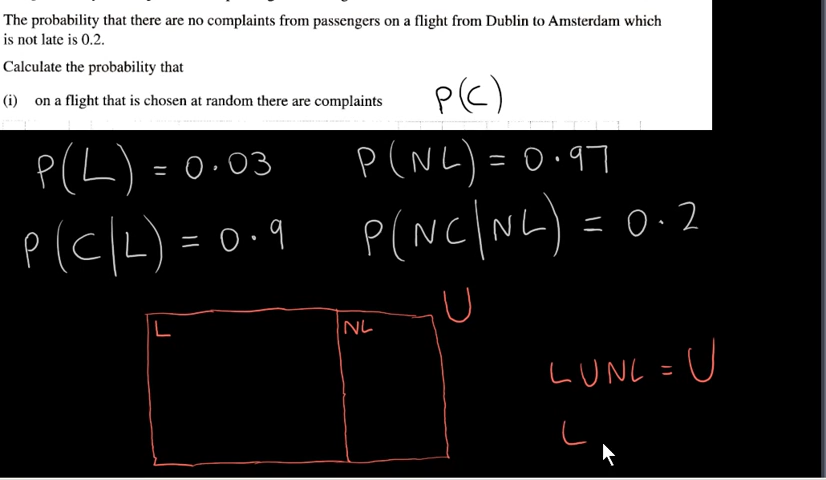 The probability that there are no complaints from passengers on a flight from Dublin to Amsterdam which
is not late is 0.2.
Calculate the probability that
(i) on a flight that is chosen at random there are complaints P(C)
P(L) = 0.03 P(NL) = 0.97
P(C|L) = 0.9 P(NC|NL) = 0.2
U
L NL
L U NL = U
L